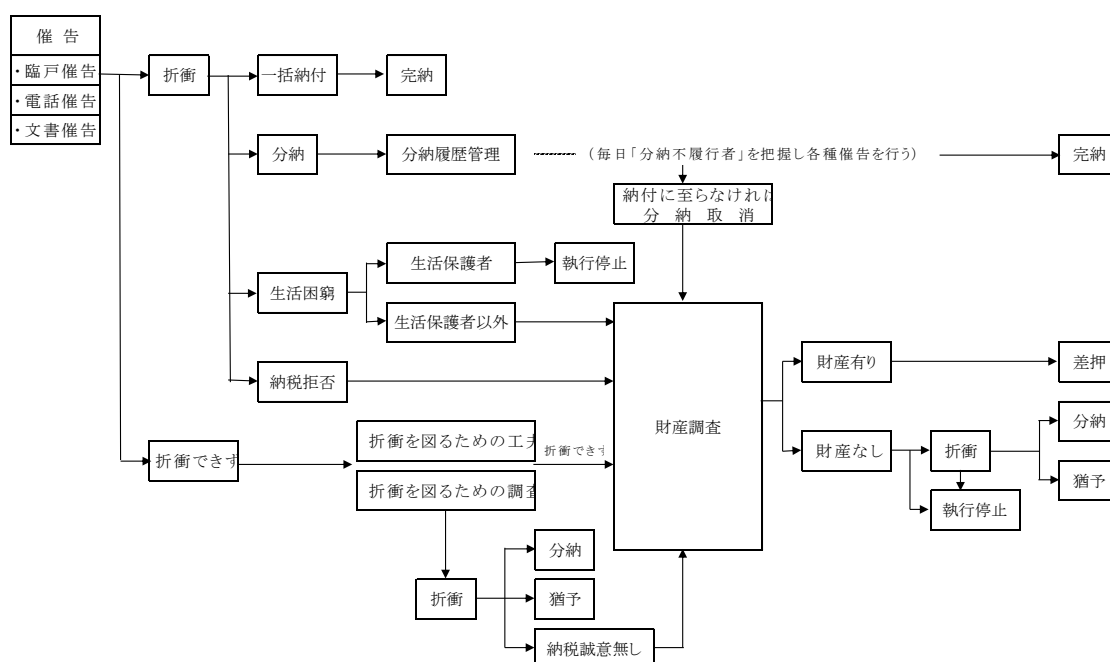 催 告
・臨戸催告
・電話催告
・文書催告
折衝
一括納付
完納
分納
分納履歴管理
(毎日「分納不履行者」を把握し各種催告を行う)
完納
納付に至らなければ
分 納 取 消
生活困窮
生活保護者
執行停止
生活保護者以外
納税拒否
財産調査
財産有り
差押
財産なし
折衝
分納
猶予
執行停止
折衝できず
折衝を図るための工夫
折衝できず
折衝を図るための調査
折衝
分納
猶予
納税誠意無し